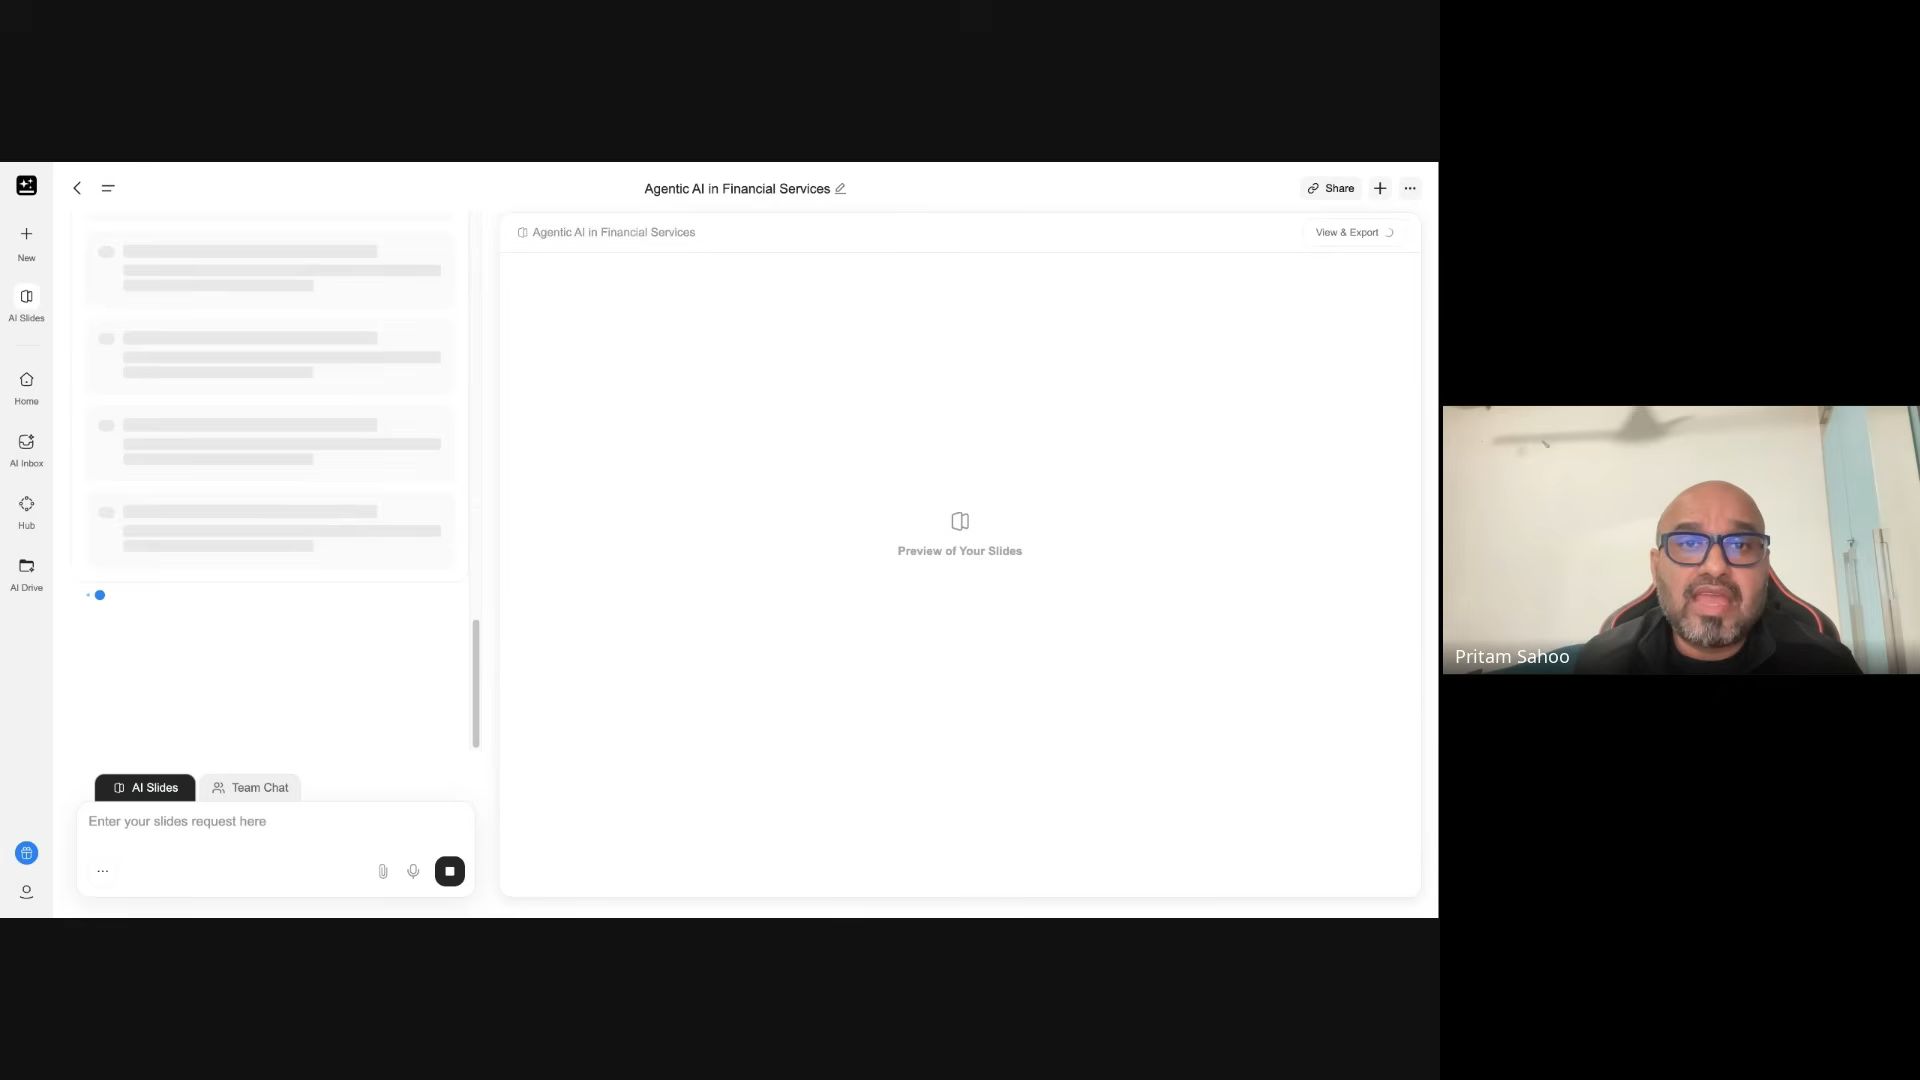 Agentic AI in Financial Services
Share
New
AI Slides
Home
AI Inbox
Hub
AI Drive
Agentic AI in Financial Services
View & Export
Preview of Your Slides
AI Slides
Team Chat
Enter your slides request here
Pritam Sahoo